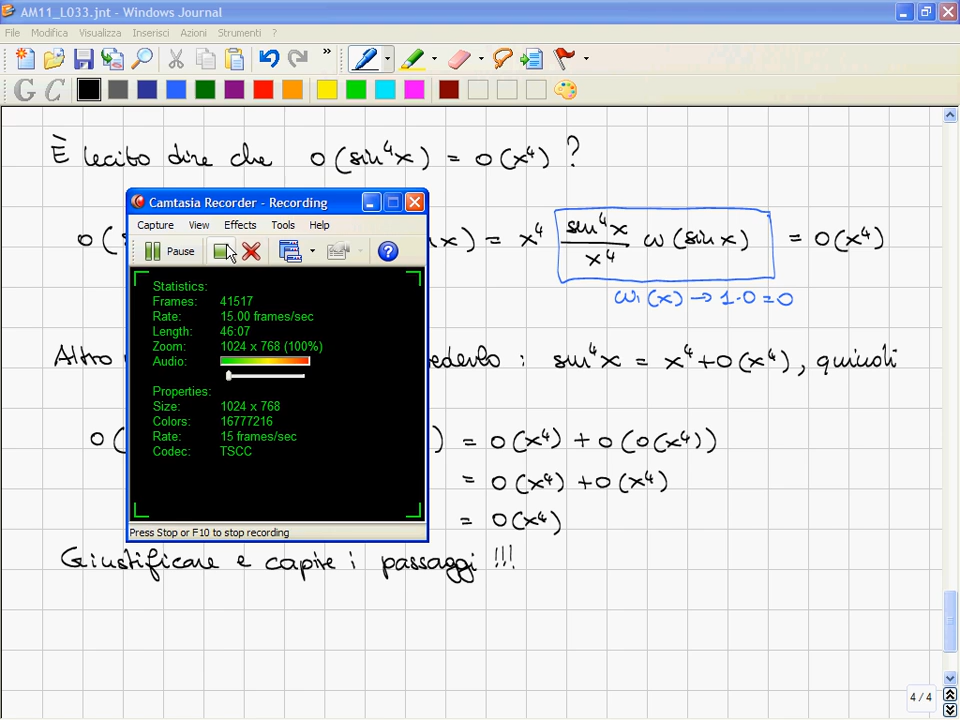 AM11_L033.jnt - Windows Journal
File Modifica Visualizza Inserisci Azioni Strumenti ?
G C
È lecito dire che o(sin⁴x) = o(x⁴) ?
Camtasia Recorder - Recording
Capture View Effects Tools Help
Pause
Statistics:
Frames: 41517
Rate: 15.00 frames/sec
Length: 46:07
Zoom: 1024 x 768 (100%)
Audio:
Properties:
Size: 1024 x 768
Colors: 16777216
Rate: 15 frames/sec
Codec: TSCC
Press Stop or F10 to stop recording
o( x) = x⁴ sin⁴x/x⁴ ω(sin x) = o(x⁴)
ω₁(x) → 1·0 = 0
Altro : sin⁴x = x⁴ + o(x⁴), quindi
o( ) = o(x⁴) + o(o(x⁴))
= o(x⁴) + o(x⁴)
= o(x⁴)
Giustificare e capire i passaggi !!!
4 / 4